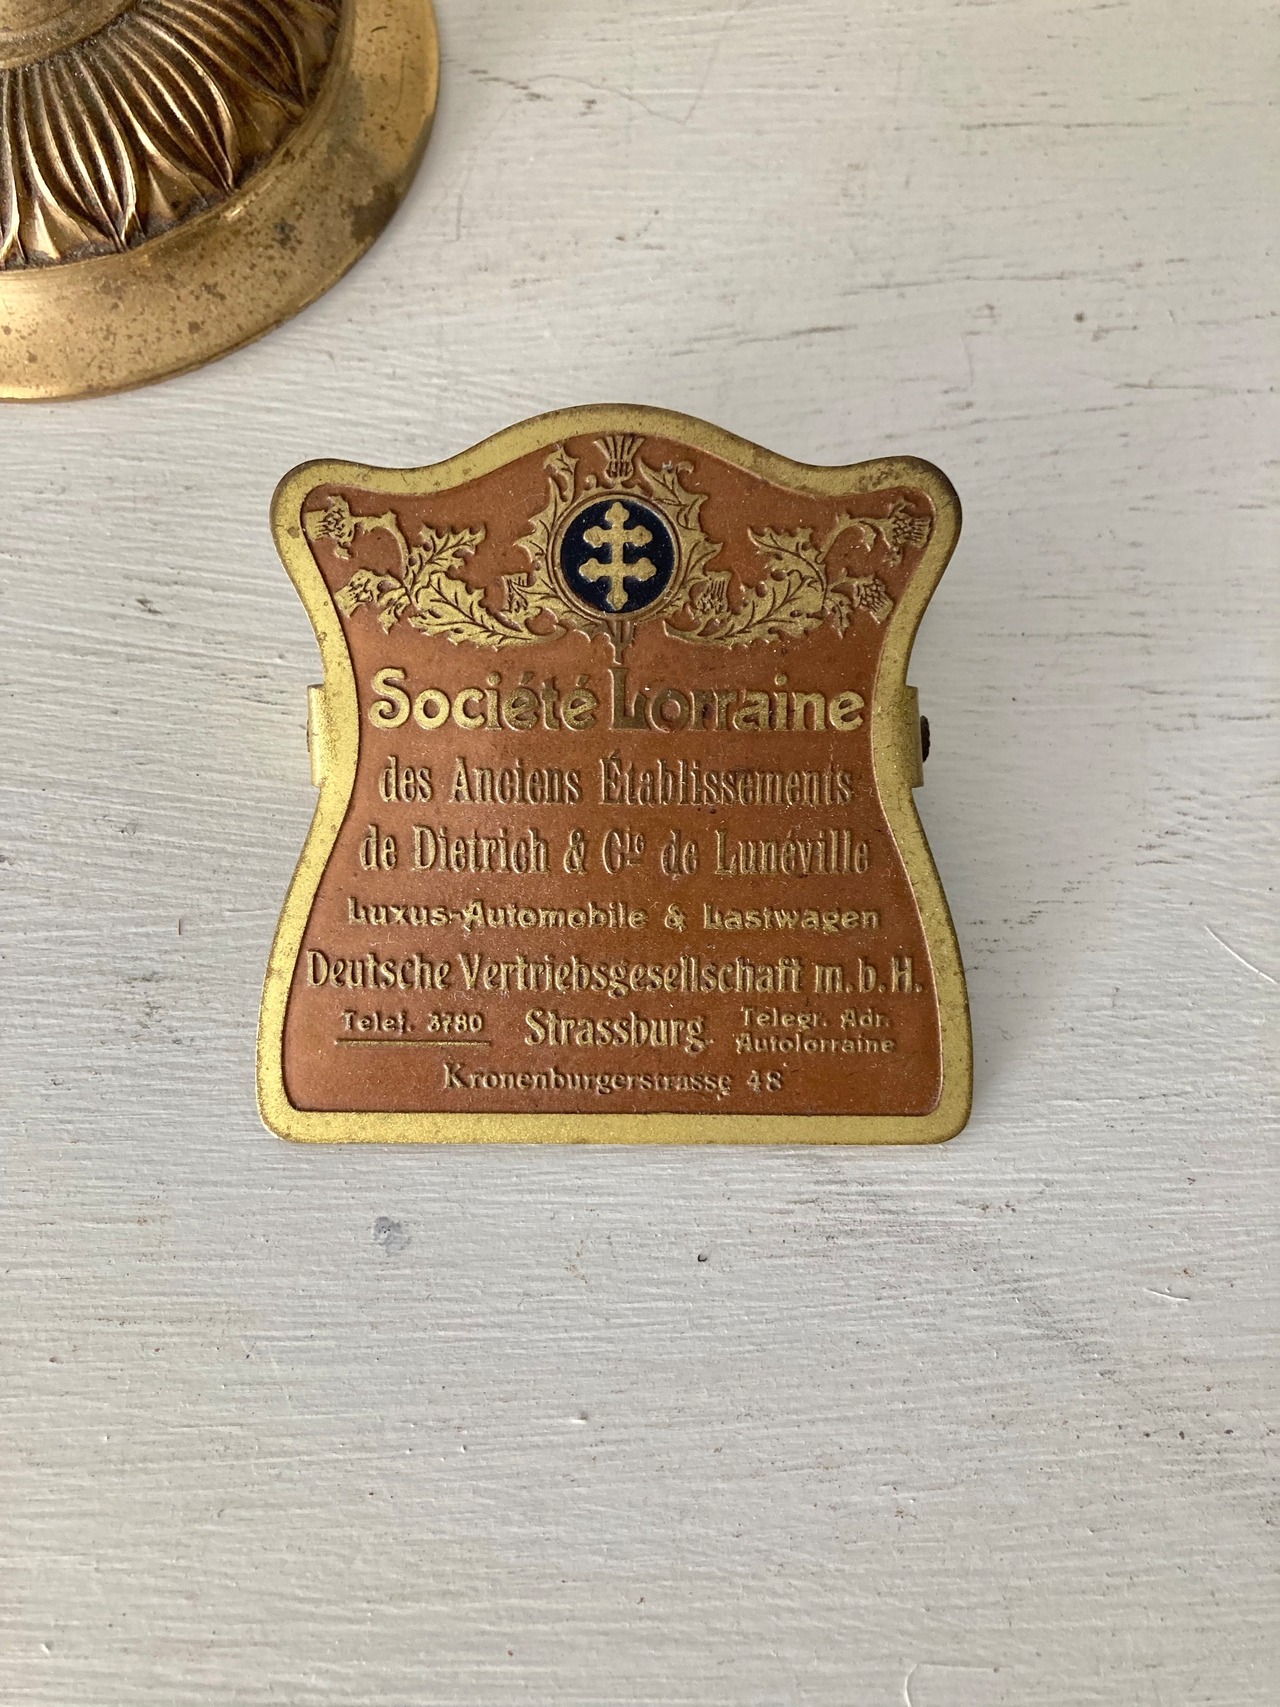 Société Lorraine
des Anciens Établissements
de Dietrich & Cie de Lunéville
Luxus-Automobile & Lastwagen
Deutsche Vertriebsgesellschaft m.b.H.
Telef. 3780 Strassburg. Telegr. Adr. Autolorraine
Kronenburgerstrasse 48